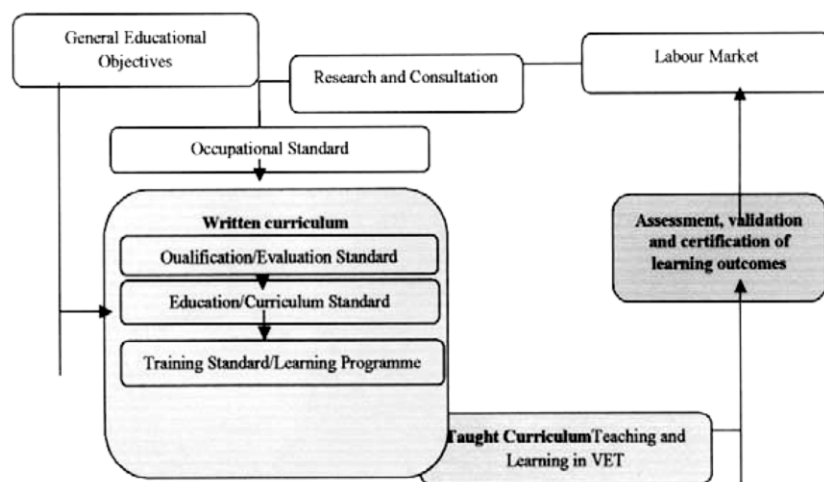 General Educational
Objectives
Research and Consultation
Labour Market
Occupational Standard
Written curriculum
Qualification/Evaluation Standard
Education/Curriculum Standard
Training Standard/Learning Programme
Assessment, validation
and certification of
learning outcomes
Taught CurriculumTeaching and
Learning in VET